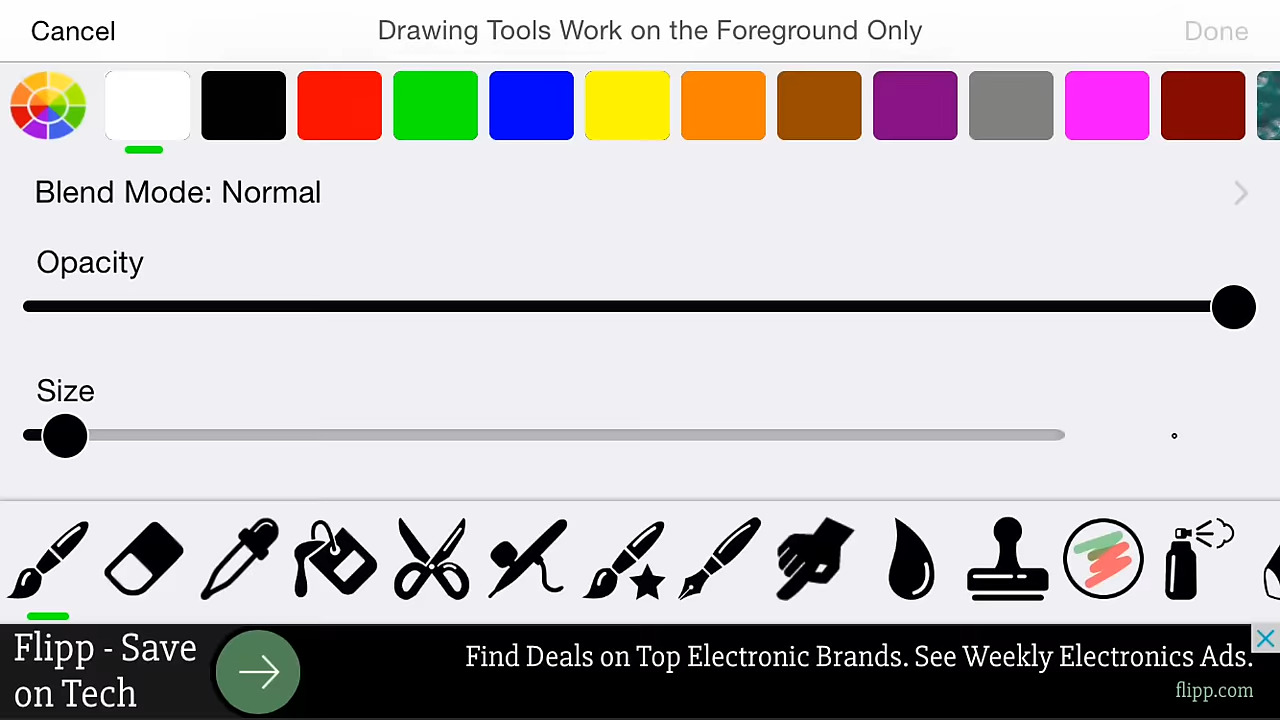 Cancel
Drawing Tools Work on the Foreground Only
Done
Blend Mode: Normal
Opacity
Size
Flipp - Save
on Tech
Find Deals on Top Electronic Brands. See Weekly Electronics Ads.
flipp.com